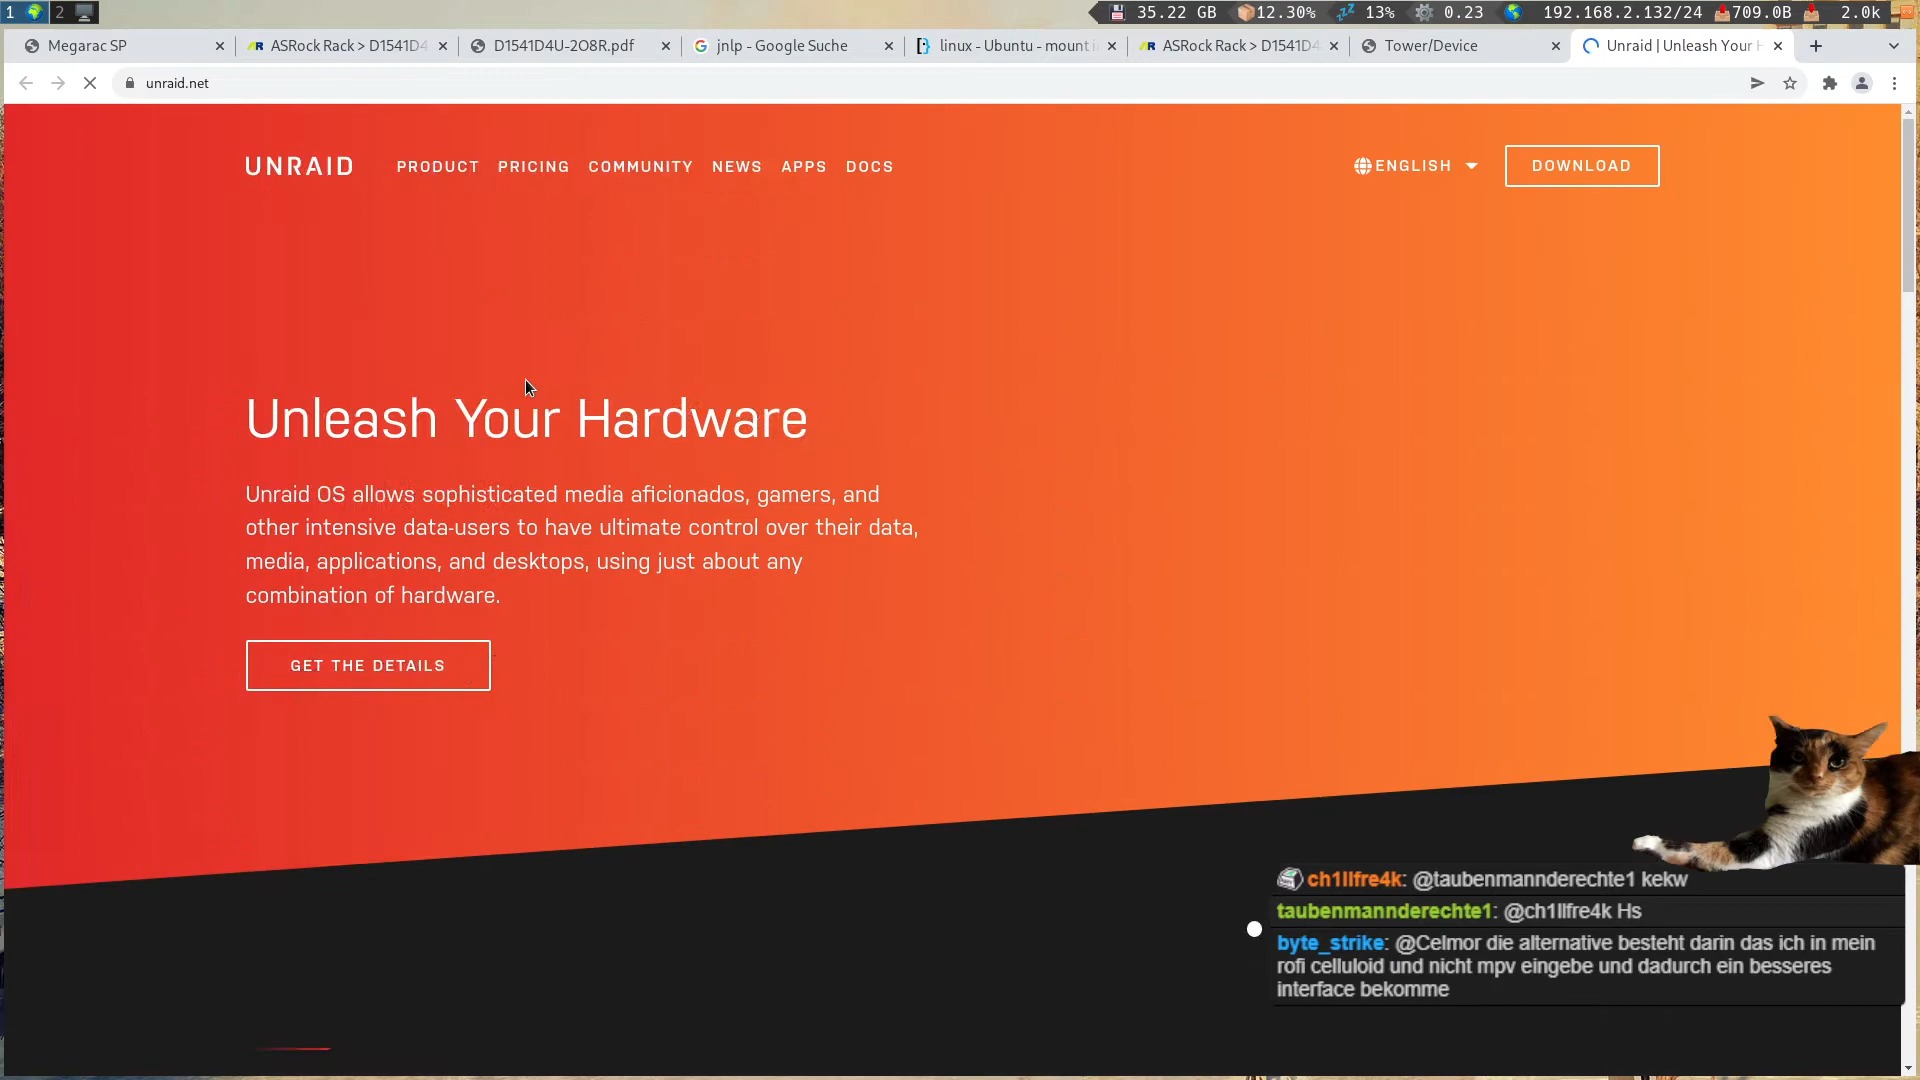 1 2 35.22 GB 12.30% 13% 0.23 192.168.2.132/24 709.0B 2.0k
Megarac SP
ASRock Rack > D1541D4
D1541D4U-2O8R.pdf
jnlp - Google Suche
linux - Ubuntu - mount i
ASRock Rack > D1541D4
Tower/Device
Unraid | Unleash Your H
unraid.net
UNRAID PRODUCT PRICING COMMUNITY NEWS APPS DOCS ENGLISH DOWNLOAD
Unleash Your Hardware
Unraid OS allows sophisticated media aficionados, gamers, and
other intensive data-users to have ultimate control over their data,
media, applications, and desktops, using just about any
combination of hardware.
GET THE DETAILS
ch1llfre4k: @taubenmannderechte1 kekw
taubenmannderechte1: @ch1llfre4k Hs
byte_strike: @Celmor die alternative besteht darin das ich in mein
rofi celluloid und nicht mpv eingebe und dadurch ein besseres
interface bekomme